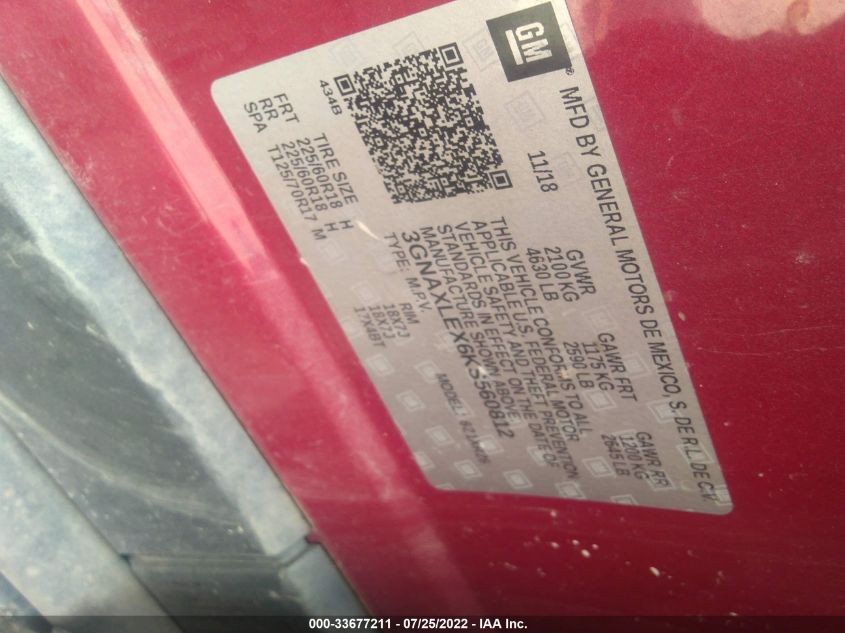 GM
®
MFD BY GENERAL MOTORS DE MEXICO, S. DE R.L. DE C.V.
11/18
GVWR
2100 KG
4630 LB
GAWR FRT
1175 KG
2590 LB
GAWR RR
1200 KG
2645 LB
THIS VEHICLE CONFORMS TO ALL
APPLICABLE U.S. FEDERAL MOTOR
VEHICLE SAFETY AND THEFT PREVENTION
STANDARDS IN EFFECT ON THE DATE OF
MANUFACTURE SHOWN ABOVE.
3GNAXLEX6KS560812
TYPE: M.P.V.
MODEL:
434B
TIRE SIZE RIM
FRT 225/60R18 H 18X7J
RR 225/60R18 H 18X7J
SPA T125/70R17 M 17X4BT
000-33677211 - 07/25/2022 - IAA Inc.